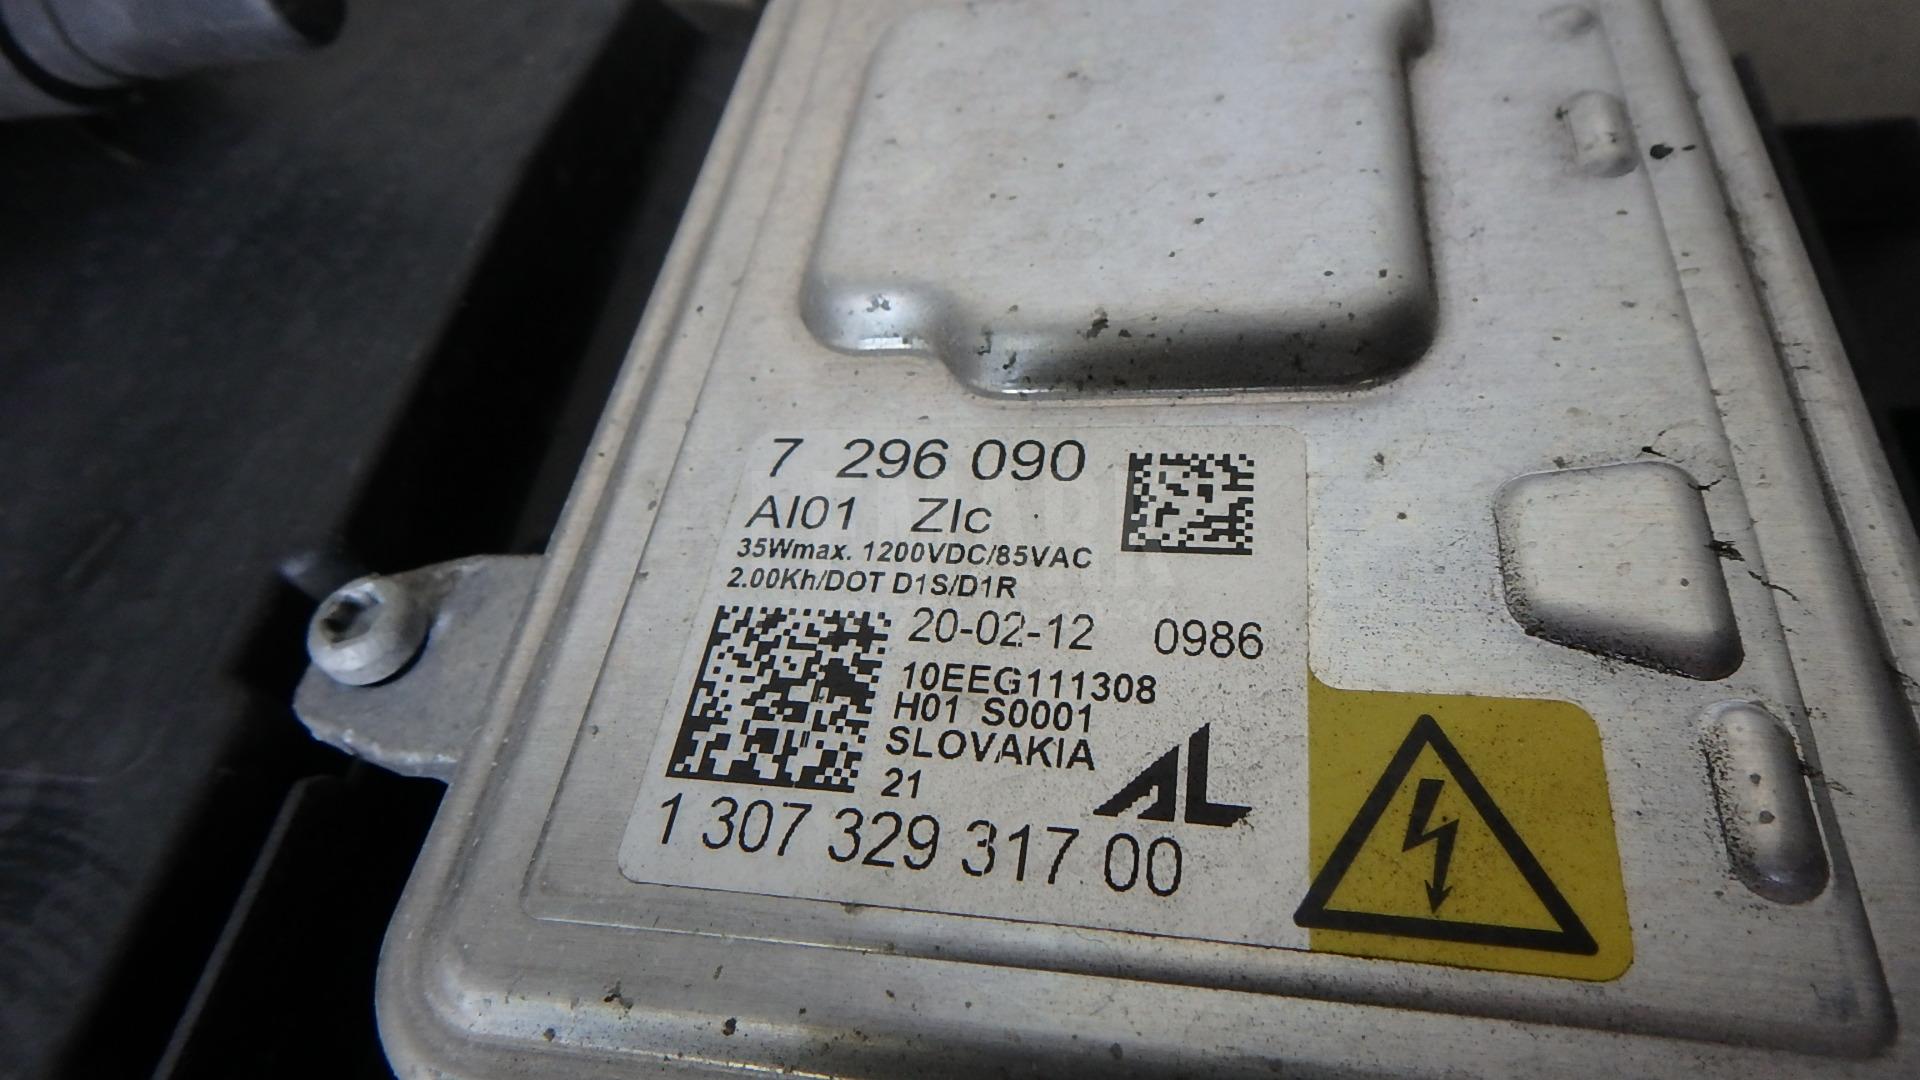 7 296 090
AI01 ZIc
35Wmax. 1200VDC/85VAC
2.00Kh/DOT D1S/D1R
20-02-12 0986
10EEG111308
H01 S0001
SLOVAKIA
21
AL
1 307 329 317 00